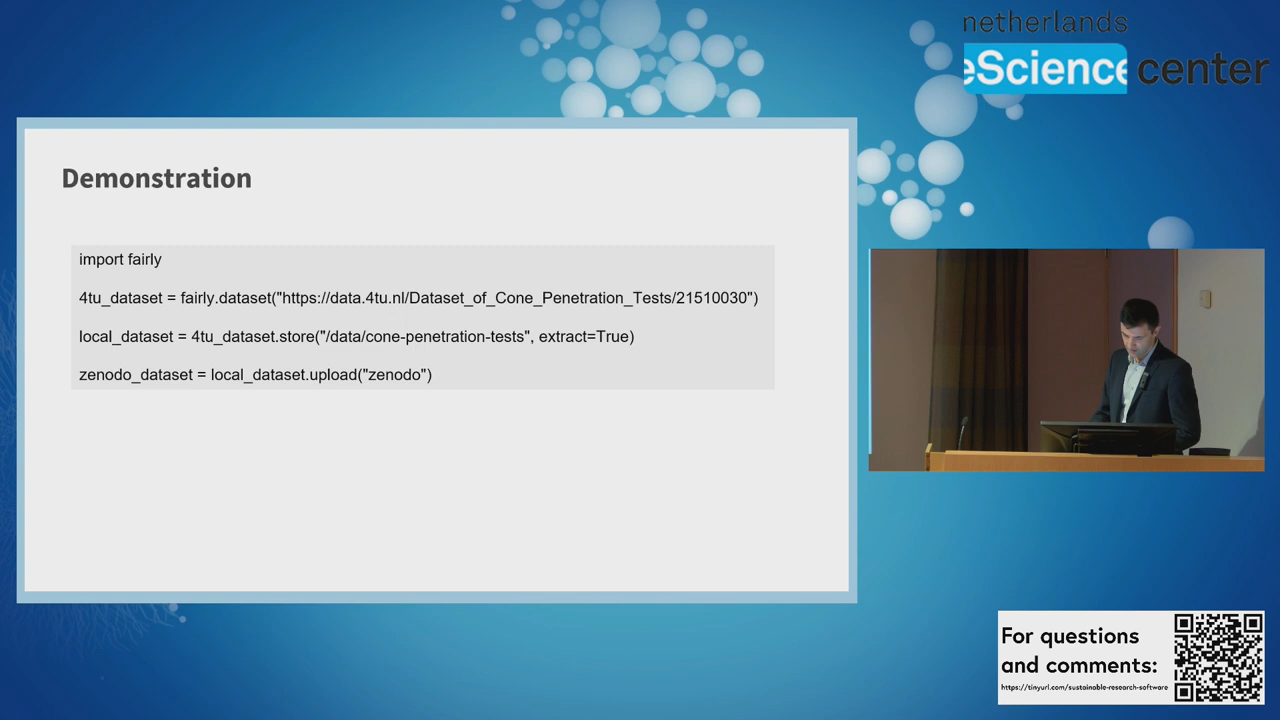 netherlands
eScience center
Demonstration
import fairly
4tu_dataset = fairly.dataset("https://data.4tu.nl/Dataset_of_Cone_Penetration_Tests/21510030")
local_dataset = 4tu_dataset.store("/data/cone-penetration-tests", extract=True)
zenodo_dataset = local_dataset.upload("zenodo")
For questions
and comments:
https://tinyurl.com/sustainable-research-software